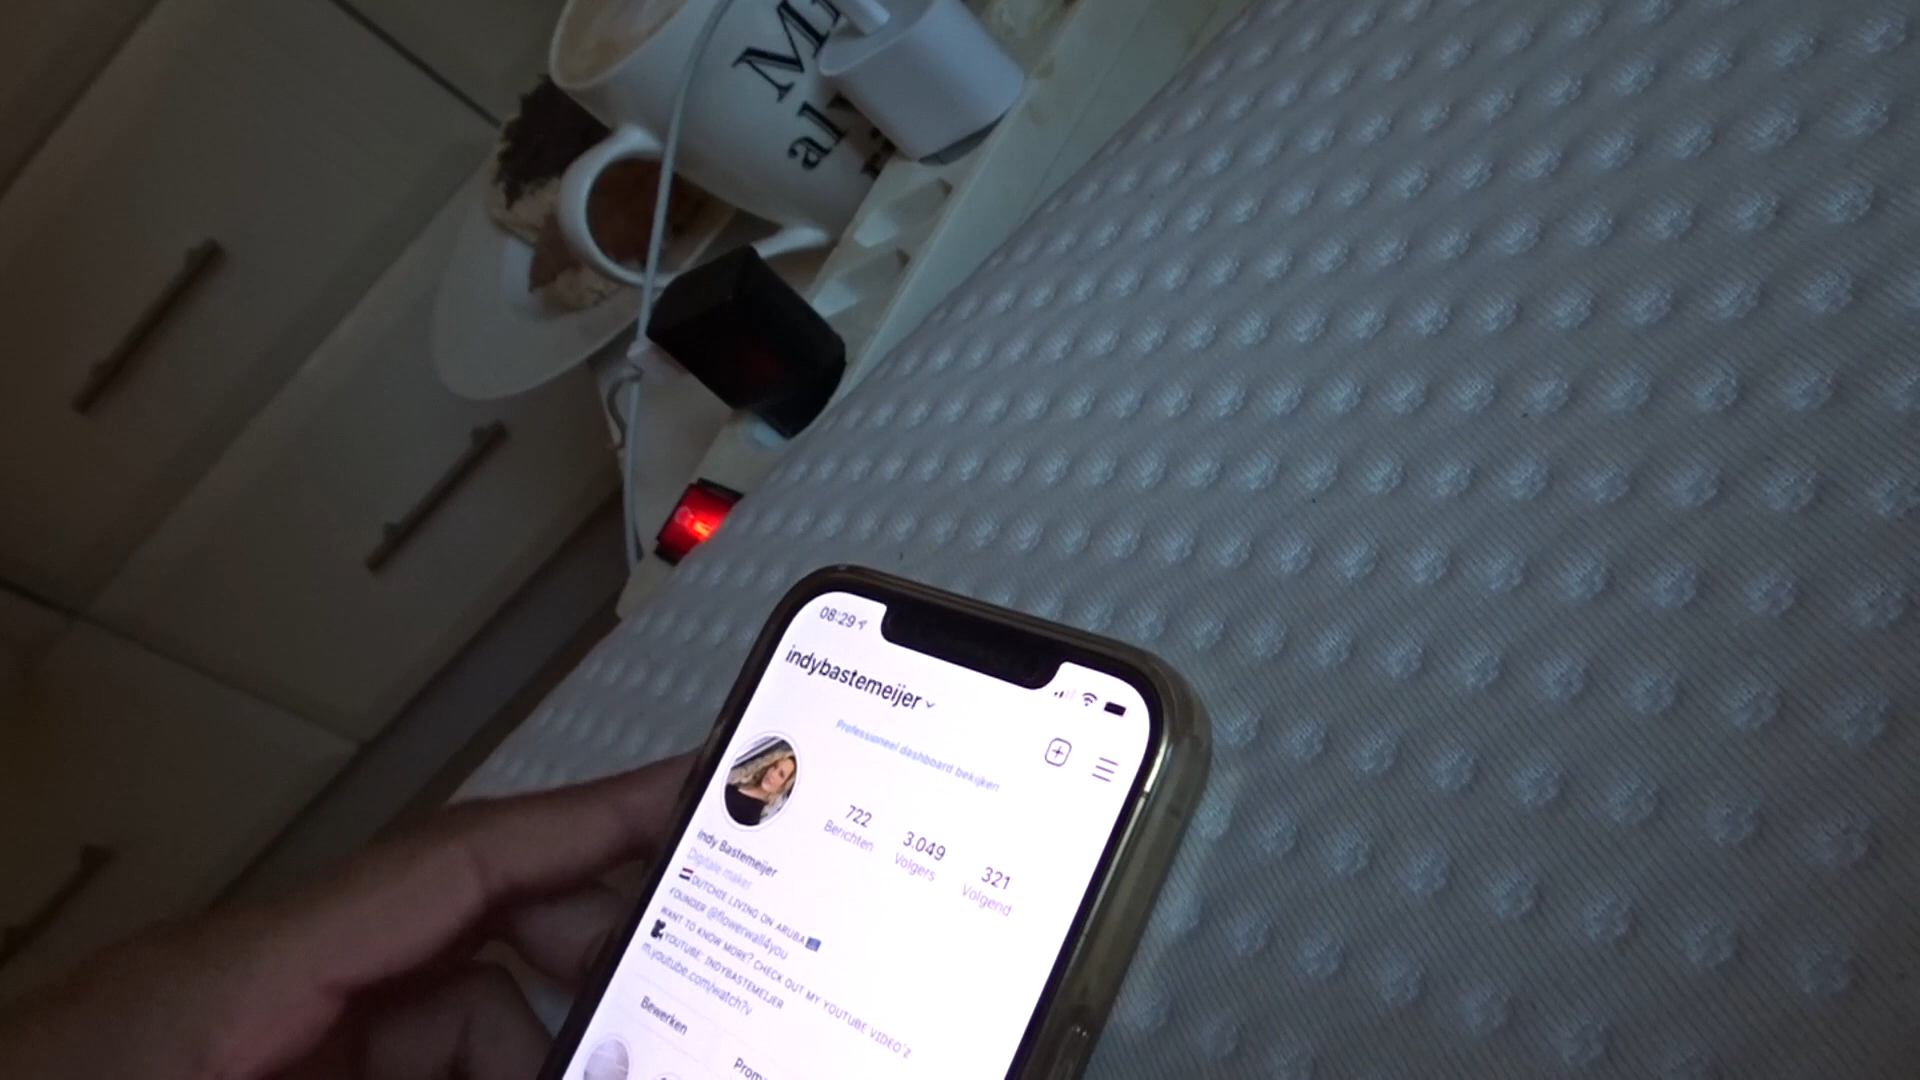 08:29
indybastemeijer
Professioneel dashboard bekijken
722
Berichten
3.049
Volgers
321
Volgend
Indy Bastemeijer
Digitale maker
DUTCHIE LIVING ON ARUBA
FOUNDER @flowerwall4you
WANT TO KNOW MORE? CHECK OUT MY YOUTUBE VIDEO'Z
YOUTUBE: INDYBASTEMEIJER
m.youtube.com/watch?v
Bewerken